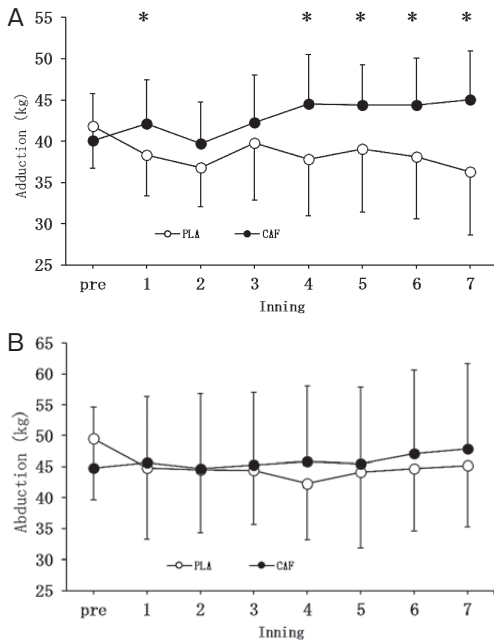 A
* * * * *
55
50
45
40
35
30
25
Adduction (kg)
PLA CAF
pre 1 2 3 4 5 6 7
Inning
B
65
60
55
50
45
40
35
30
25
Abduction (kg)
PLA CAF
pre 1 2 3 4 5 6 7
Inning